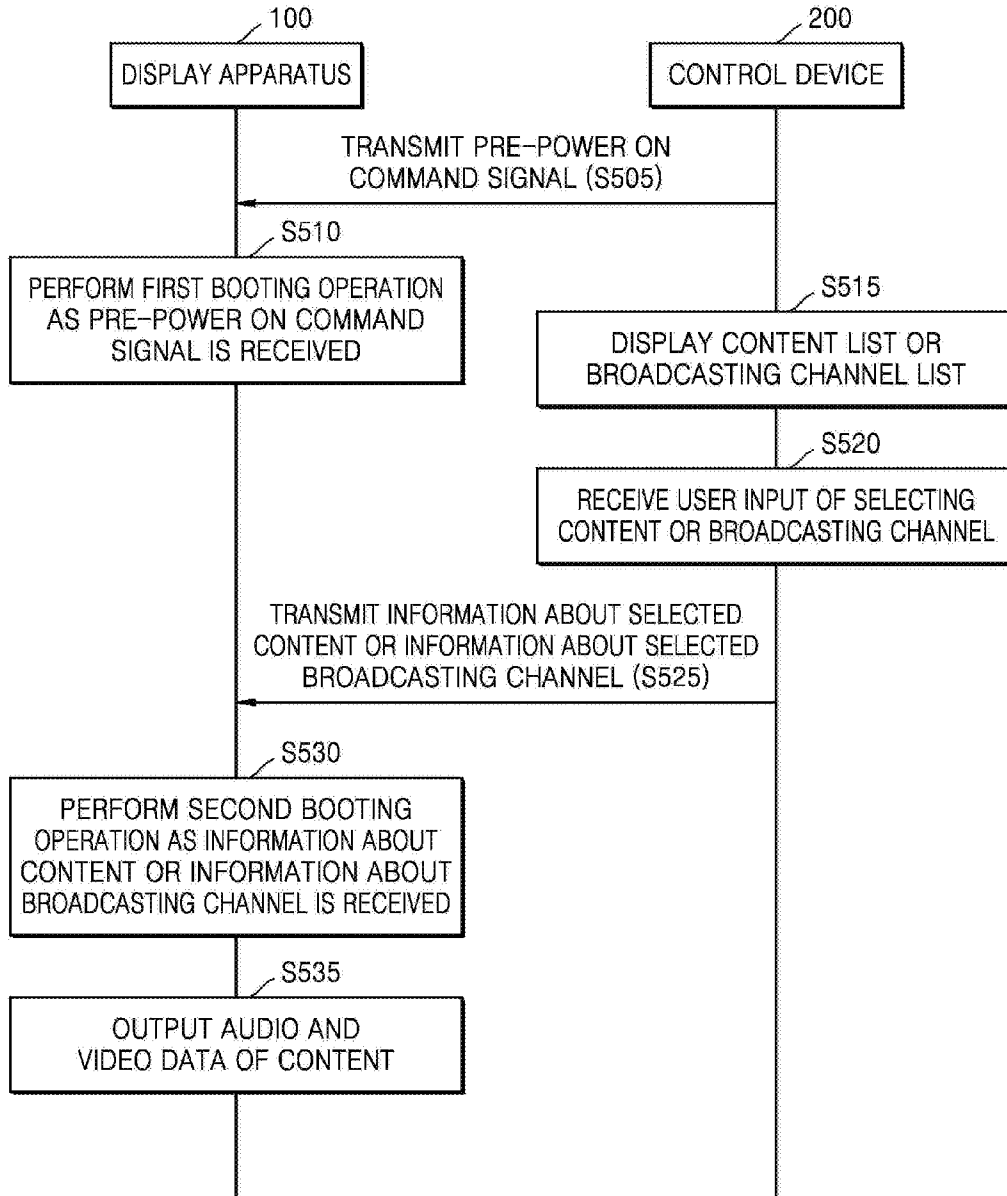 100
200
DISPLAY APPARATUS
CONTROL DEVICE
TRANSMIT PRE-POWER ON
COMMAND SIGNAL (S505)
S510
PERFORM FIRST BOOTING OPERATION
AS PRE-POWER ON COMMAND
SIGNAL IS RECEIVED
S515
DISPLAY CONTENT LIST OR
BROADCASTING CHANNEL LIST
S520
RECEIVE USER INPUT OF SELECTING
CONTENT OR BROADCASTING CHANNEL
TRANSMIT INFORMATION ABOUT SELECTED
CONTENT OR INFORMATION ABOUT SELECTED
BROADCASTING CHANNEL (S525)
S530
PERFORM SECOND BOOTING
OPERATION AS INFORMATION ABOUT
CONTENT OR INFORMATION ABOUT
BROADCASTING CHANNEL IS RECEIVED
S535
OUTPUT AUDIO AND
VIDEO DATA OF CONTENT